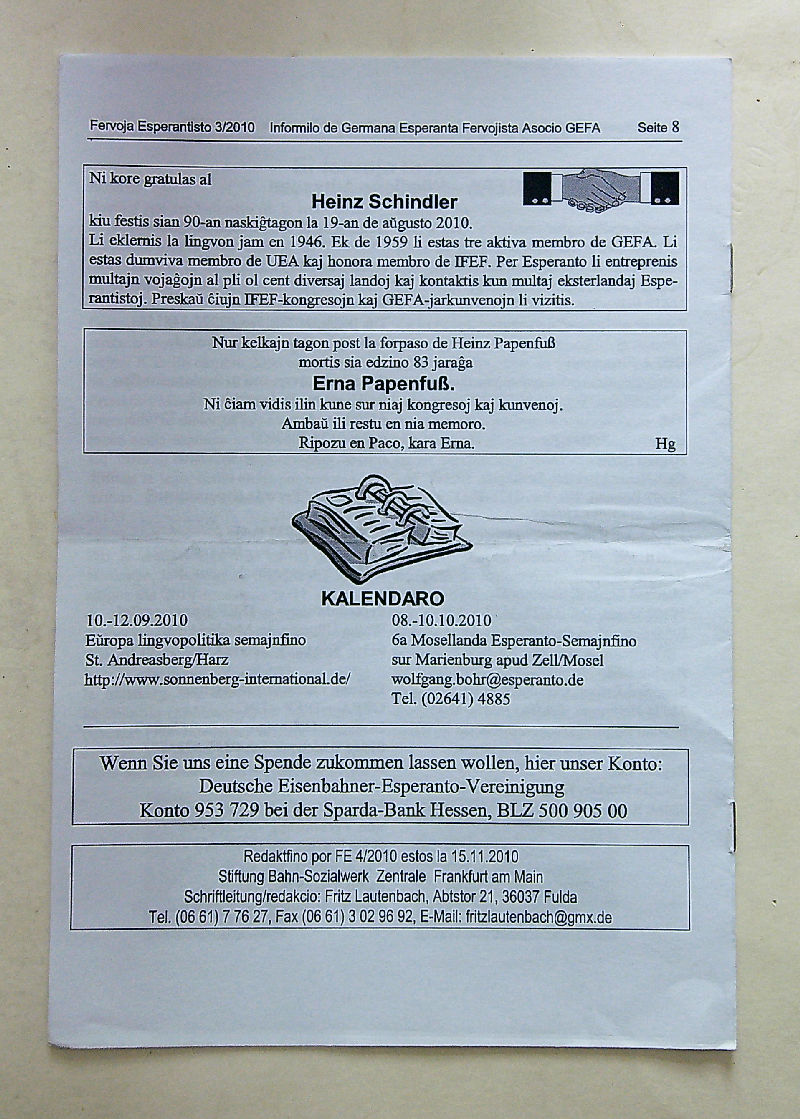 Fervoja Esperantisto 3/2010 Informilo de Germana Esperanta Fervojista Asocio GEFA Seite 8
Ni kore gratulas al
Heinz Schindler
kiu festis sian 90-an naskiĝtagon la 19-an de aŭgusto 2010.
Li eklernis la lingvon jam en 1946. Ek de 1959 li estas tre aktiva membro de GEFA. Li
estas dumviva membro de UEA kaj honora membro de IFEF. Per Esperanto li entreprenis
multajn vojaĝojn al pli ol cent diversaj landoj kaj kontaktis kun multaj eksterlandaj Espe-
rantistoj. Preskaŭ ĉiujn IFEF-kongresojn kaj GEFA-jarkunvenojn li vizitis.
Nur kelkajn tagon post la forpaso de Heinz Papenfuß
mortis sia edzino 83 jaraĝa
Erna Papenfuß.
Ni ĉiam vidis ilin kune sur niaj kongresoj kaj kunvenoj.
Ambaŭ ili restu en nia memoro.
Ripozu en Paco, kara Erna. Hg
KALENDARO
10.-12.09.2010
Eŭropa lingvopolitika semajnfino
St. Andreasberg/Harz
http://www.sonnenberg-international.de/
08.-10.10.2010
6a Mosellanda Esperanto-Semajnfino
sur Marienburg apud Zell/Mosel
wolfgang.bohr@esperanto.de
Tel. (02641) 4885
Wenn Sie uns eine Spende zukommen lassen wollen, hier unser Konto:
Deutsche Eisenbahner-Esperanto-Vereinigung
Konto 953 729 bei der Sparda-Bank Hessen, BLZ 500 905 00
Redaktfino por FE 4/2010 estos la 15.11.2010
Stiftung Bahn-Sozialwerk Zentrale Frankfurt am Main
Schriftleitung/redakcio: Fritz Lautenbach, Abtstor 21, 36037 Fulda
Tel. (06 61) 7 76 27, Fax (06 61) 3 02 96 92, E-Mail: fritzlautenbach@gmx.de